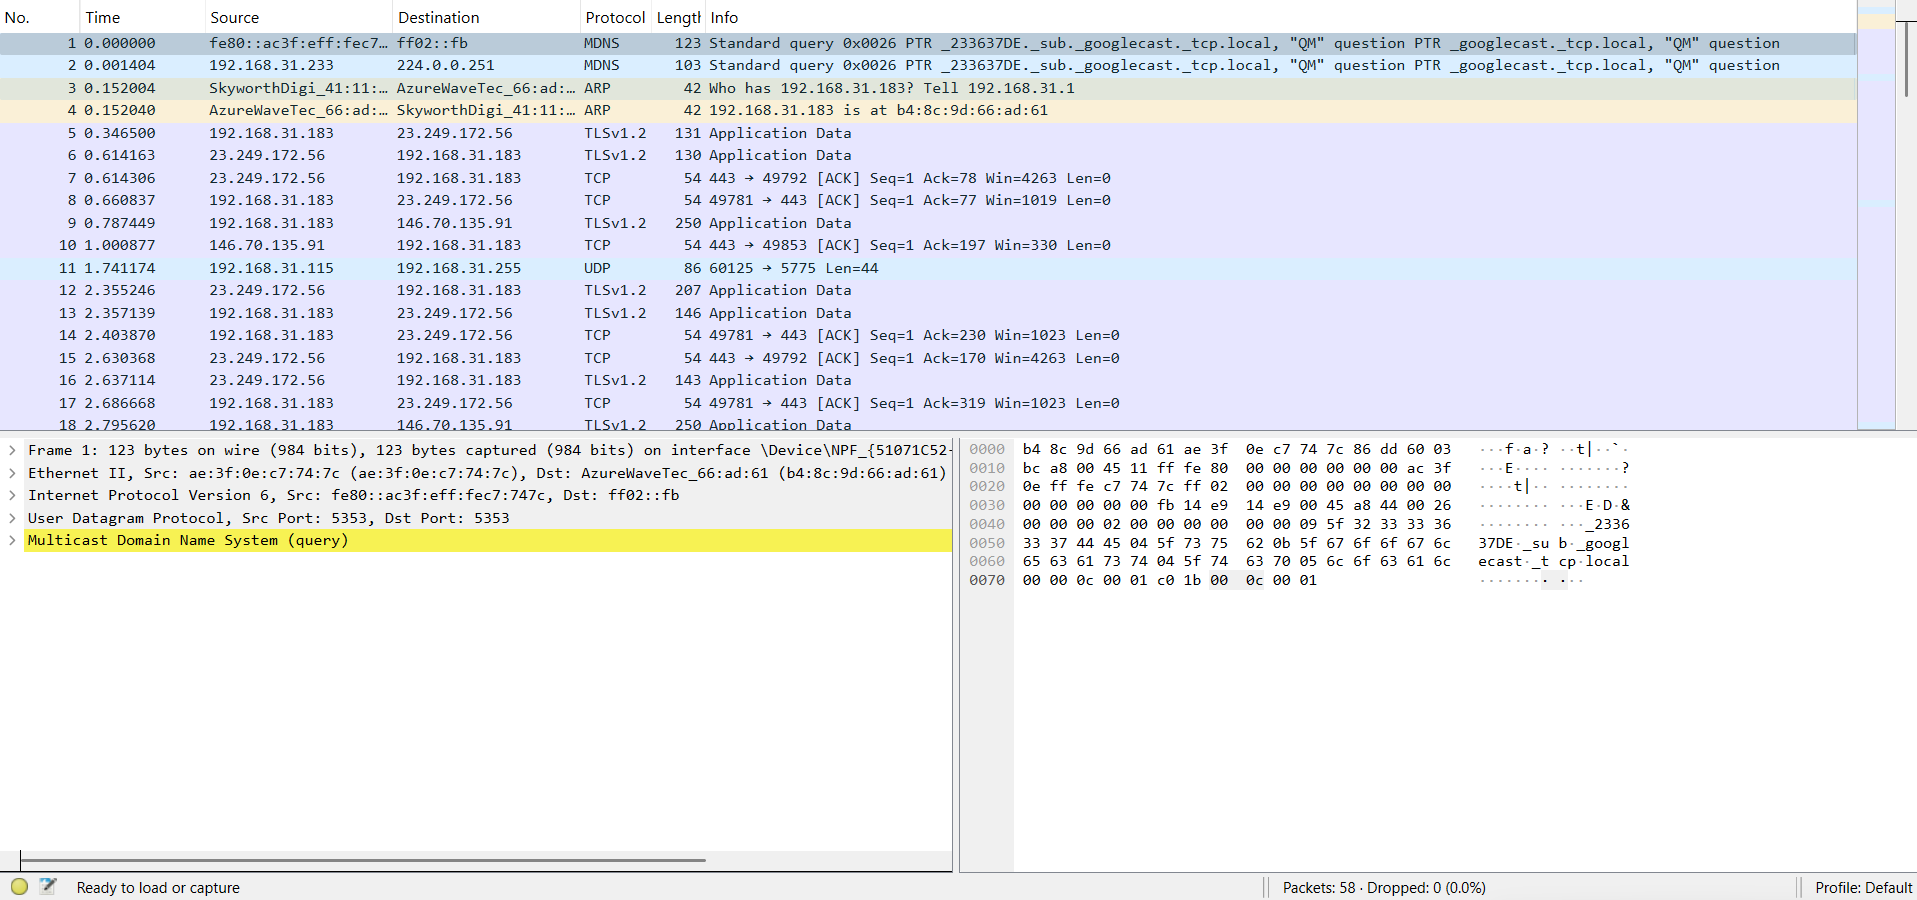 No. Time Source Destination Protocol Length Info
1 0.000000 fe80::ac3f:eff:fec7… ff02::fb MDNS 123 Standard query 0x0026 PTR _233637DE._sub._googlecast._tcp.local, "QM" question PTR _googlecast._tcp.local, "QM" question
2 0.001404 192.168.31.233 224.0.0.251 MDNS 103 Standard query 0x0026 PTR _233637DE._sub._googlecast._tcp.local, "QM" question PTR _googlecast._tcp.local, "QM" question
3 0.152004 SkyworthDigi_41:11:… AzureWaveTec_66:ad:… ARP 42 Who has 192.168.31.183? Tell 192.168.31.1
4 0.152040 AzureWaveTec_66:ad:… SkyworthDigi_41:11:… ARP 42 192.168.31.183 is at b4:8c:9d:66:ad:61
5 0.346500 192.168.31.183 23.249.172.56 TLSv1.2 131 Application Data
6 0.614163 23.249.172.56 192.168.31.183 TLSv1.2 130 Application Data
7 0.614306 23.249.172.56 192.168.31.183 TCP 54 443 → 49792 [ACK] Seq=1 Ack=78 Win=4263 Len=0
8 0.660837 192.168.31.183 23.249.172.56 TCP 54 49781 → 443 [ACK] Seq=1 Ack=77 Win=1019 Len=0
9 0.787449 192.168.31.183 146.70.135.91 TLSv1.2 250 Application Data
10 1.000877 146.70.135.91 192.168.31.183 TCP 54 443 → 49853 [ACK] Seq=1 Ack=197 Win=330 Len=0
11 1.741174 192.168.31.115 192.168.31.255 UDP 86 60125 → 5775 Len=44
12 2.355246 23.249.172.56 192.168.31.183 TLSv1.2 207 Application Data
13 2.357139 192.168.31.183 23.249.172.56 TLSv1.2 146 Application Data
14 2.403870 192.168.31.183 23.249.172.56 TCP 54 49781 → 443 [ACK] Seq=1 Ack=230 Win=1023 Len=0
15 2.630368 23.249.172.56 192.168.31.183 TCP 54 443 → 49792 [ACK] Seq=1 Ack=170 Win=4263 Len=0
16 2.637114 23.249.172.56 192.168.31.183 TLSv1.2 143 Application Data
17 2.686668 192.168.31.183 23.249.172.56 TCP 54 49781 → 443 [ACK] Seq=1 Ack=319 Win=1023 Len=0
18 2.795620 192.168.31.183 146.70.135.91 TLSv1.2 250 Application Data
Frame 1: 123 bytes on wire (984 bits), 123 bytes captured (984 bits) on interface \Device\NPF_{51071C52-
Ethernet II, Src: ae:3f:0e:c7:74:7c (ae:3f:0e:c7:74:7c), Dst: AzureWaveTec_66:ad:61 (b4:8c:9d:66:ad:61)
Internet Protocol Version 6, Src: fe80::ac3f:eff:fec7:747c, Dst: ff02::fb
User Datagram Protocol, Src Port: 5353, Dst Port: 5353
Multicast Domain Name System (query)
0000 b4 8c 9d 66 ad 61 ae 3f 0e c7 74 7c 86 dd 60 03 ···f·a·? ··t|··`·
0010 bc a8 00 45 11 ff fe 80 00 00 00 00 00 00 ac 3f ···E···· ·······?
0020 0e ff fe c7 74 7c ff 02 00 00 00 00 00 00 00 00 ····t|·· ········
0030 00 00 00 00 00 fb 14 e9 14 e9 00 45 a8 44 00 26 ········ ···E·D·&
0040 00 00 00 02 00 00 00 00 00 00 09 5f 32 33 33 36 ········ ···_2336
0050 33 37 44 45 04 5f 73 75 62 0b 5f 67 6f 6f 67 6c 37DE·_su b·_googl
0060 65 63 61 73 74 04 5f 74 63 70 05 6c 6f 63 61 6c ecast·_t cp·local
0070 00 00 0c 00 01 c0 1b 00 0c 00 01 ········ ···
Ready to load or capture Packets: 58 · Dropped: 0 (0.0%) Profile: Default